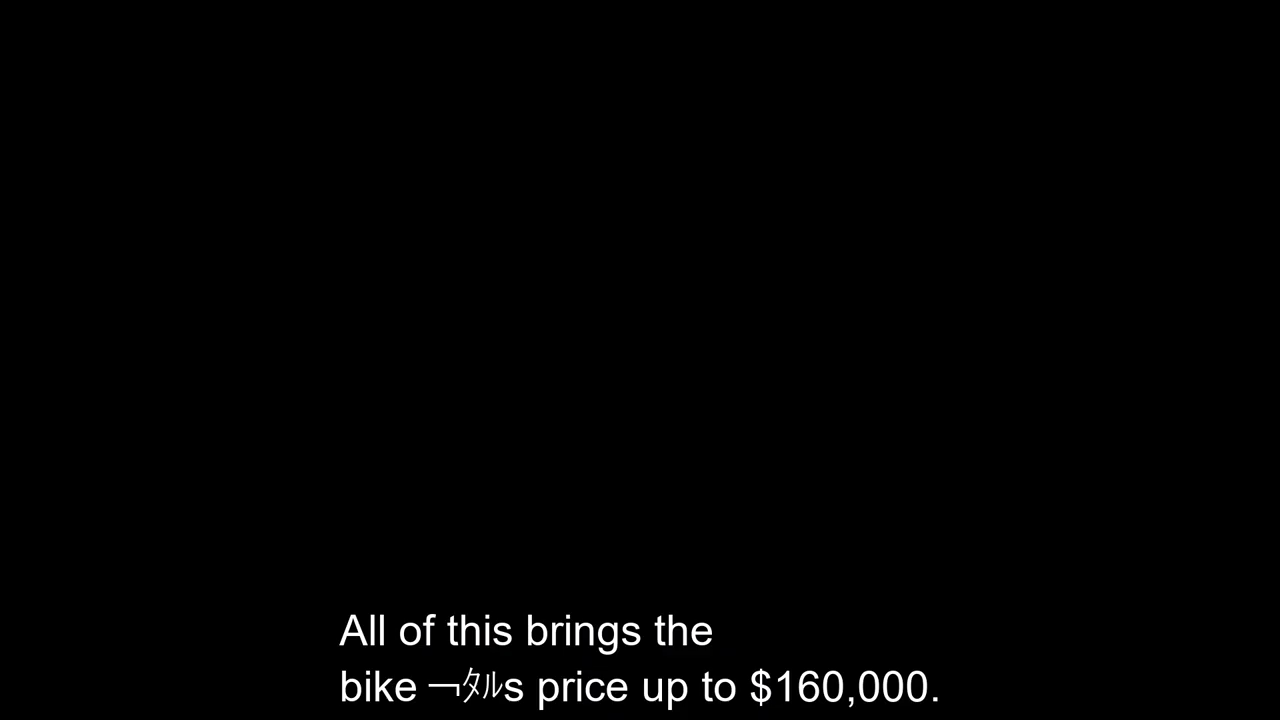 All of this brings the
bike ￢ﾀﾙs price up to $160,000.